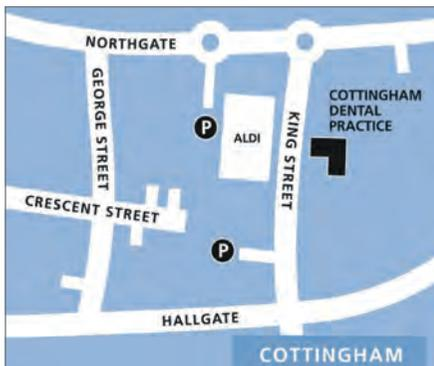 NORTHGATE
GEORGE STREET
P
ALDI
KING STREET
COTTINGHAM
DENTAL
PRACTICE
CRESCENT STREET
P
HALLGATE
COTTINGHAM